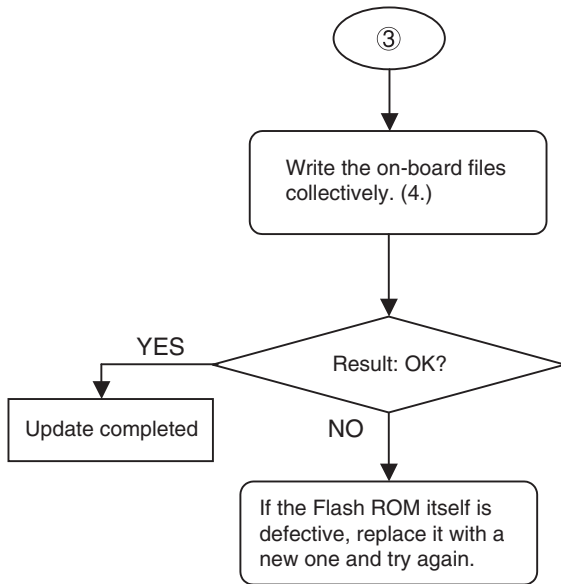 ③
Write the on-board files
collectively. (4.)
YES
Result: OK?
Update completed
NO
If the Flash ROM itself is
defective, replace it with a
new one and try again.